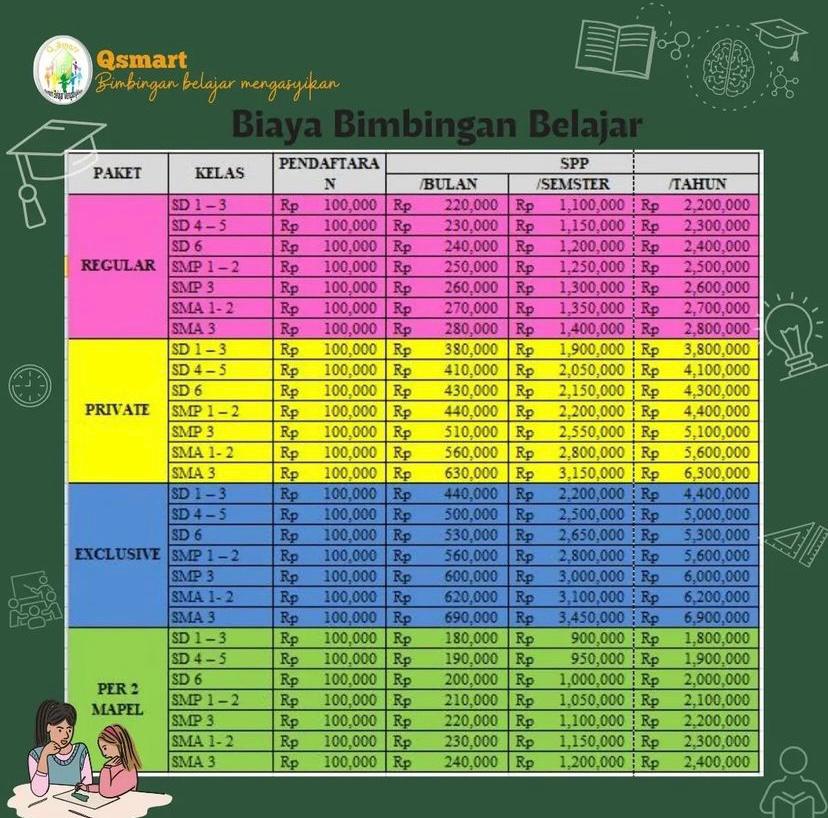 Qsmart
Bimbingan belajar mengasyikan
Biaya Bimbingan Belajar
PAKET KELAS PENDAFTARA
N SPP
/BULAN /SEMSTER /TAHUN
REGULAR
SD 1 – 3 Rp 100,000 Rp 220,000 Rp 1,100,000 Rp 2,200,000
SD 4 – 5 Rp 100,000 Rp 230,000 Rp 1,150,000 Rp 2,300,000
SD 6 Rp 100,000 Rp 240,000 Rp 1,200,000 Rp 2,400,000
SMP 1 – 2 Rp 100,000 Rp 250,000 Rp 1,250,000 Rp 2,500,000
SMP 3 Rp 100,000 Rp 260,000 Rp 1,300,000 Rp 2,600,000
SMA 1- 2 Rp 100,000 Rp 270,000 Rp 1,350,000 Rp 2,700,000
SMA 3 Rp 100,000 Rp 280,000 Rp 1,400,000 Rp 2,800,000
PRIVATE
SD 1 – 3 Rp 100,000 Rp 380,000 Rp 1,900,000 Rp 3,800,000
SD 4 – 5 Rp 100,000 Rp 410,000 Rp 2,050,000 Rp 4,100,000
SD 6 Rp 100,000 Rp 430,000 Rp 2,150,000 Rp 4,300,000
SMP 1 – 2 Rp 100,000 Rp 440,000 Rp 2,200,000 Rp 4,400,000
SMP 3 Rp 100,000 Rp 510,000 Rp 2,550,000 Rp 5,100,000
SMA 1- 2 Rp 100,000 Rp 560,000 Rp 2,800,000 Rp 5,600,000
SMA 3 Rp 100,000 Rp 630,000 Rp 3,150,000 Rp 6,300,000
EXCLUSIVE
SD 1 – 3 Rp 100,000 Rp 440,000 Rp 2,200,000 Rp 4,400,000
SD 4 – 5 Rp 100,000 Rp 500,000 Rp 2,500,000 Rp 5,000,000
SD 6 Rp 100,000 Rp 530,000 Rp 2,650,000 Rp 5,300,000
SMP 1 – 2 Rp 100,000 Rp 560,000 Rp 2,800,000 Rp 5,600,000
SMP 3 Rp 100,000 Rp 600,000 Rp 3,000,000 Rp 6,000,000
SMA 1- 2 Rp 100,000 Rp 620,000 Rp 3,100,000 Rp 6,200,000
SMA 3 Rp 100,000 Rp 690,000 Rp 3,450,000 Rp 6,900,000
PER 2
MAPEL
SD 1 – 3 Rp 100,000 Rp 180,000 Rp 900,000 Rp 1,800,000
SD 4 – 5 Rp 100,000 Rp 190,000 Rp 950,000 Rp 1,900,000
SD 6 Rp 100,000 Rp 200,000 Rp 1,000,000 Rp 2,000,000
SMP 1 – 2 Rp 100,000 Rp 210,000 Rp 1,050,000 Rp 2,100,000
SMP 3 Rp 100,000 Rp 220,000 Rp 1,100,000 Rp 2,200,000
SMA 1- 2 Rp 100,000 Rp 230,000 Rp 1,150,000 Rp 2,300,000
SMA 3 Rp 100,000 Rp 240,000 Rp 1,200,000 Rp 2,400,000